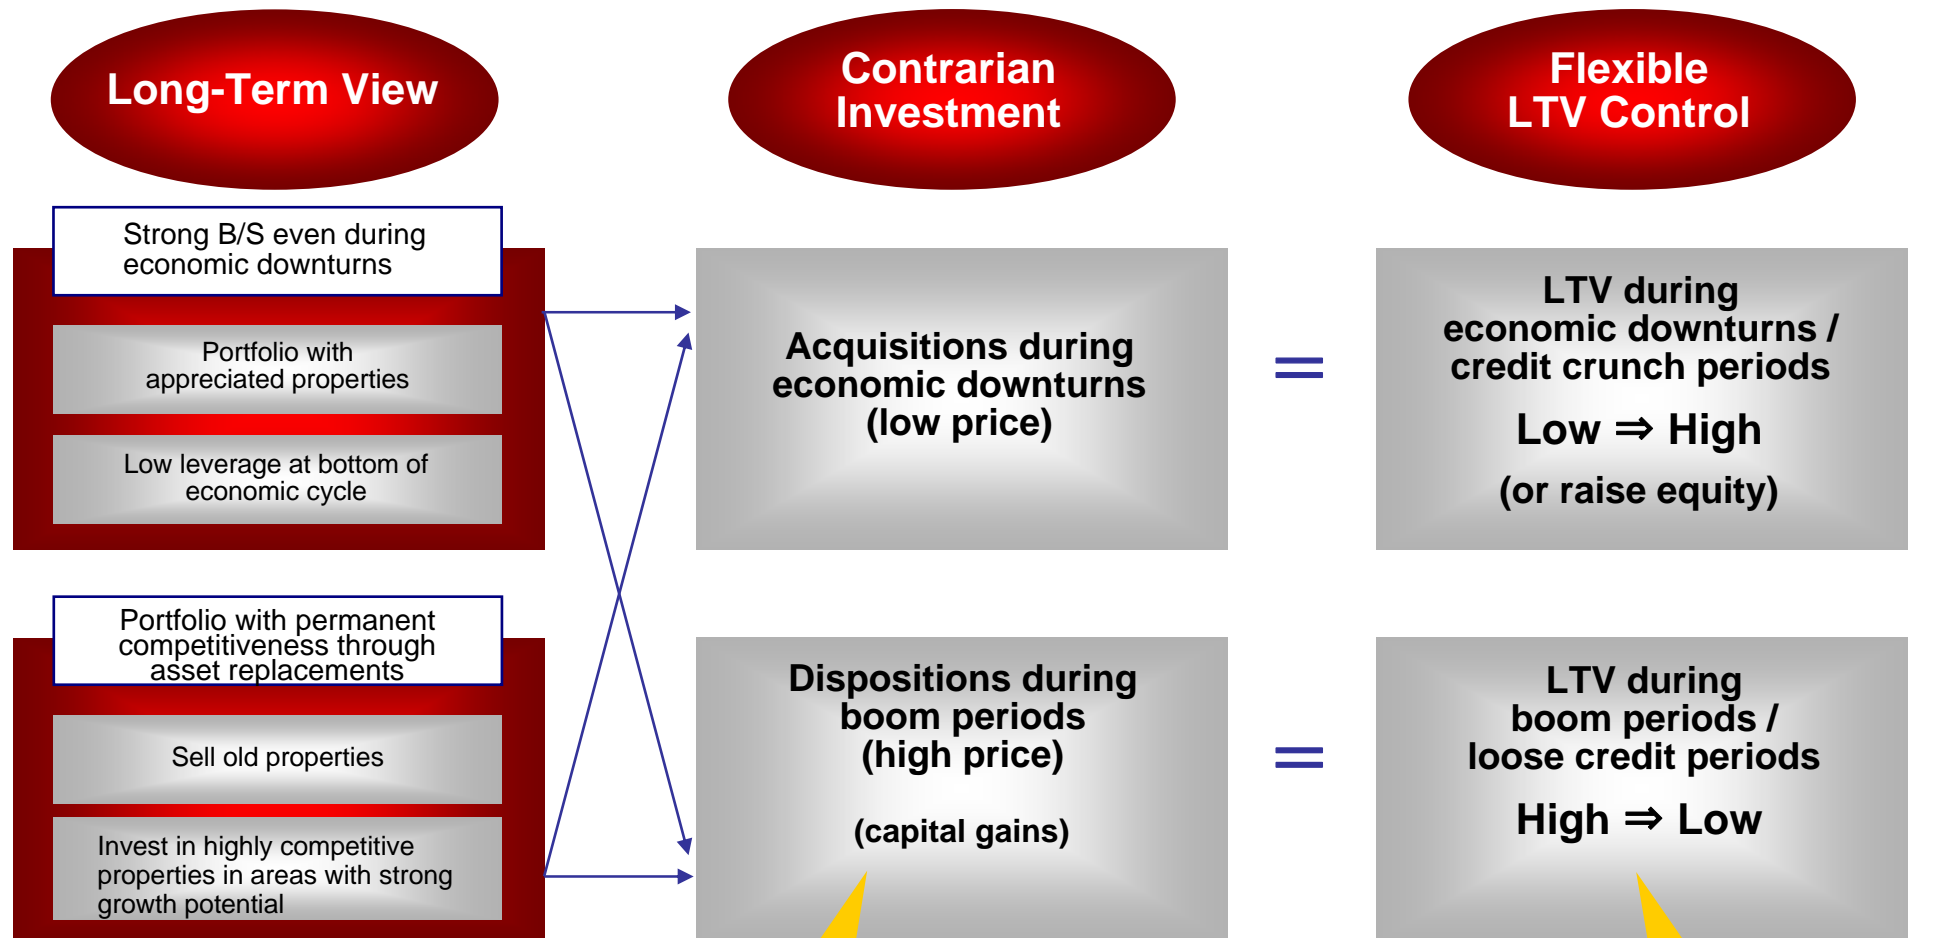 Long-Term View
Contrarian
Investment
Flexible
LTV Control
Strong B/S even during
economic downturns
Portfolio with
appreciated properties
Low leverage at bottom of
economic cycle
Acquisitions during
economic downturns
(low price)
=
LTV during
economic downturns /
credit crunch periods
Low ⇒ High
(or raise equity)
Portfolio with permanent
competitiveness through
asset replacements
Sell old properties
Invest in highly competitive
properties in areas with strong
growth potential
Dispositions during
boom periods
(high price)
(capital gains)
=
LTV during
boom periods /
loose credit periods
High ⇒ Low